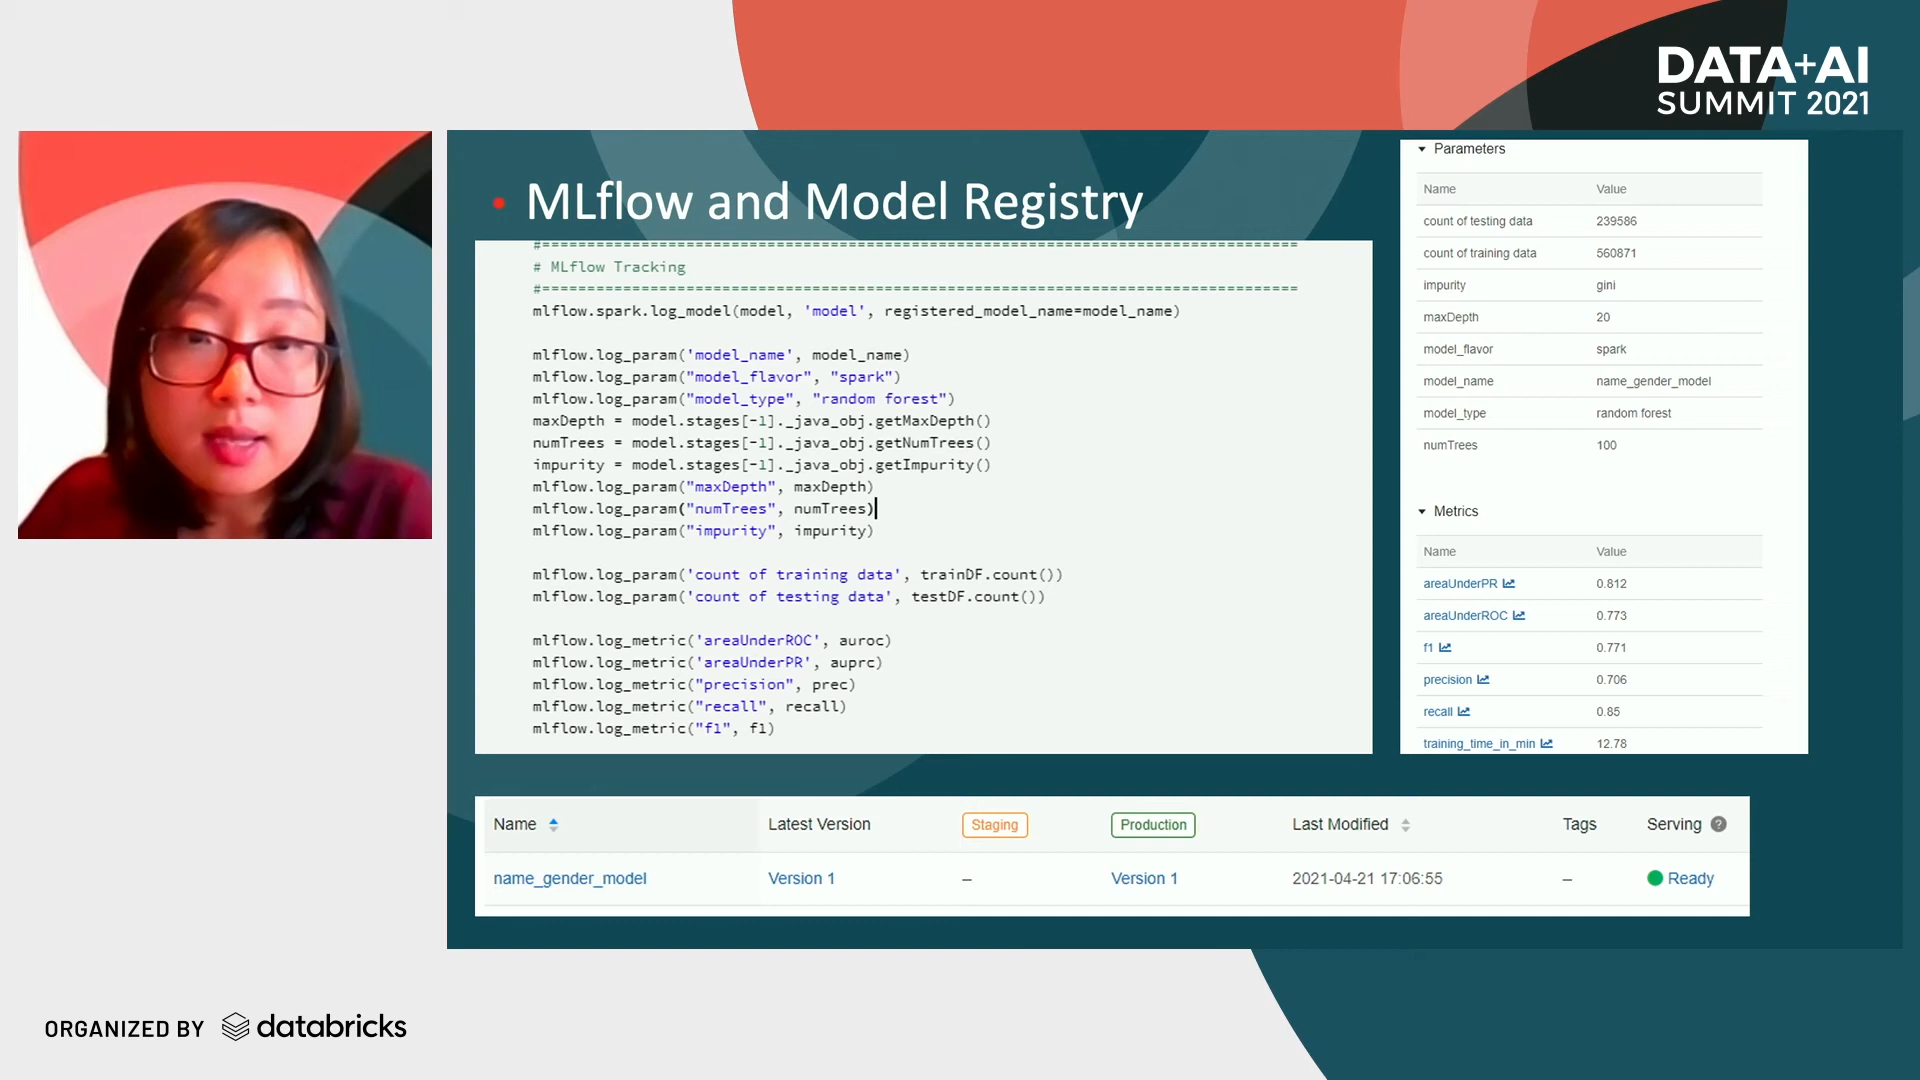 DATA+AI
SUMMIT 2021
• MLflow and Model Registry
#====================================================================================
# MLflow Tracking
#====================================================================================
mlflow.spark.log_model(model, 'model', registered_model_name=model_name)
mlflow.log_param('model_name', model_name)
mlflow.log_param("model_flavor", "spark")
mlflow.log_param("model_type", "random forest")
maxDepth = model.stages[-1]._java_obj.getMaxDepth()
numTrees = model.stages[-1]._java_obj.getNumTrees()
impurity = model.stages[-1]._java_obj.getImpurity()
mlflow.log_param("maxDepth", maxDepth)
mlflow.log_param("numTrees", numTrees)
mlflow.log_param("impurity", impurity)
mlflow.log_param('count of training data', trainDF.count())
mlflow.log_param('count of testing data', testDF.count())
mlflow.log_metric('areaUnderROC', auroc)
mlflow.log_metric('areaUnderPR', auprc)
mlflow.log_metric("precision", prec)
mlflow.log_metric("recall", recall)
mlflow.log_metric("f1", f1)
Parameters
Name Value
count of testing data 239586
count of training data 560871
impurity gini
maxDepth 20
model_flavor spark
model_name name_gender_model
model_type random forest
numTrees 100
Metrics
Name Value
areaUnderPR 0.812
areaUnderROC 0.773
f1 0.771
precision 0.706
recall 0.85
training_time_in_min 12.78
Name Latest Version Staging Production Last Modified Tags Serving ?
name_gender_model Version 1 – Version 1 2021-04-21 17:06:55 – Ready
ORGANIZED BY databricks